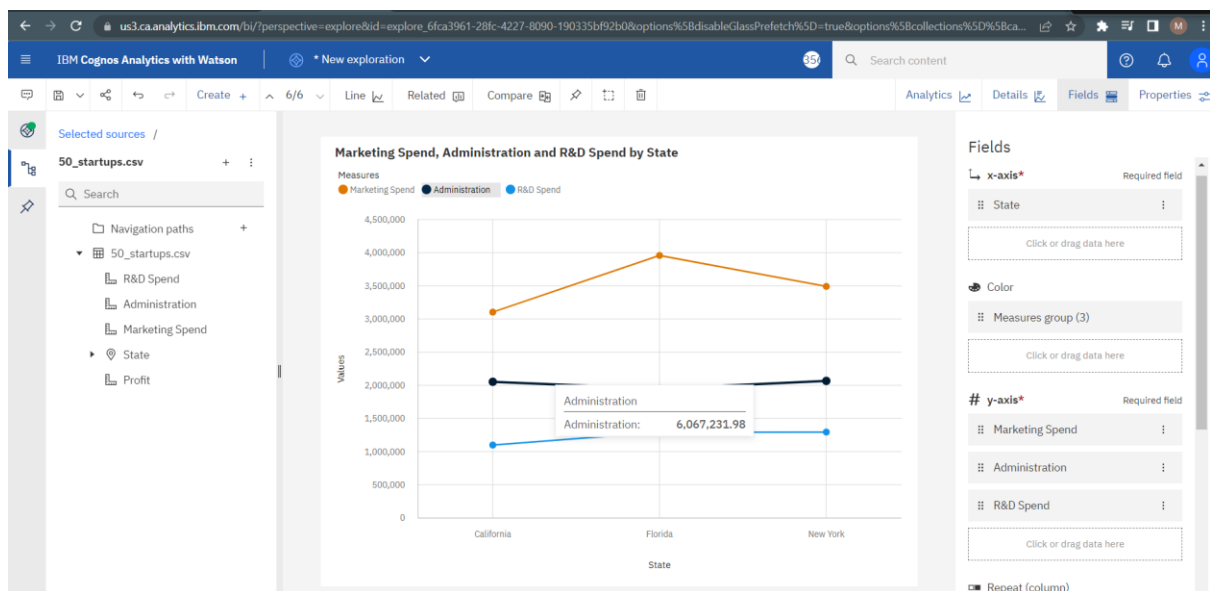 us3.ca.analytics.ibm.com/bi/?perspective=explore&id=explore_6fca3961-28fc-4227-8090-190335bf92b0&options%5BdisableGlassPrefetch%5D=true&options%5Bcollections%5D%5Bca...
M
IBM Cognos Analytics with Watson
* New exploration
Search content
Create +
6/6
Line
Related
Compare
Analytics
Details
Fields
Properties
Selected sources /
50_startups.csv
Search
Navigation paths
50_startups.csv
R&D Spend
Administration
Marketing Spend
State
Profit
Marketing Spend, Administration and R&D Spend by State
Measures
Marketing Spend Administration R&D Spend
Values
4,500,000
4,000,000
3,500,000
3,000,000
2,500,000
2,000,000
1,500,000
1,000,000
500,000
0
Administration
Administration: 6,067,231.98
California Florida New York
State
Fields
x-axis* Required field
State
Click or drag data here
Color
Measures group (3)
Click or drag data here
# y-axis* Required field
Marketing Spend
Administration
R&D Spend
Click or drag data here
Repeat (column)